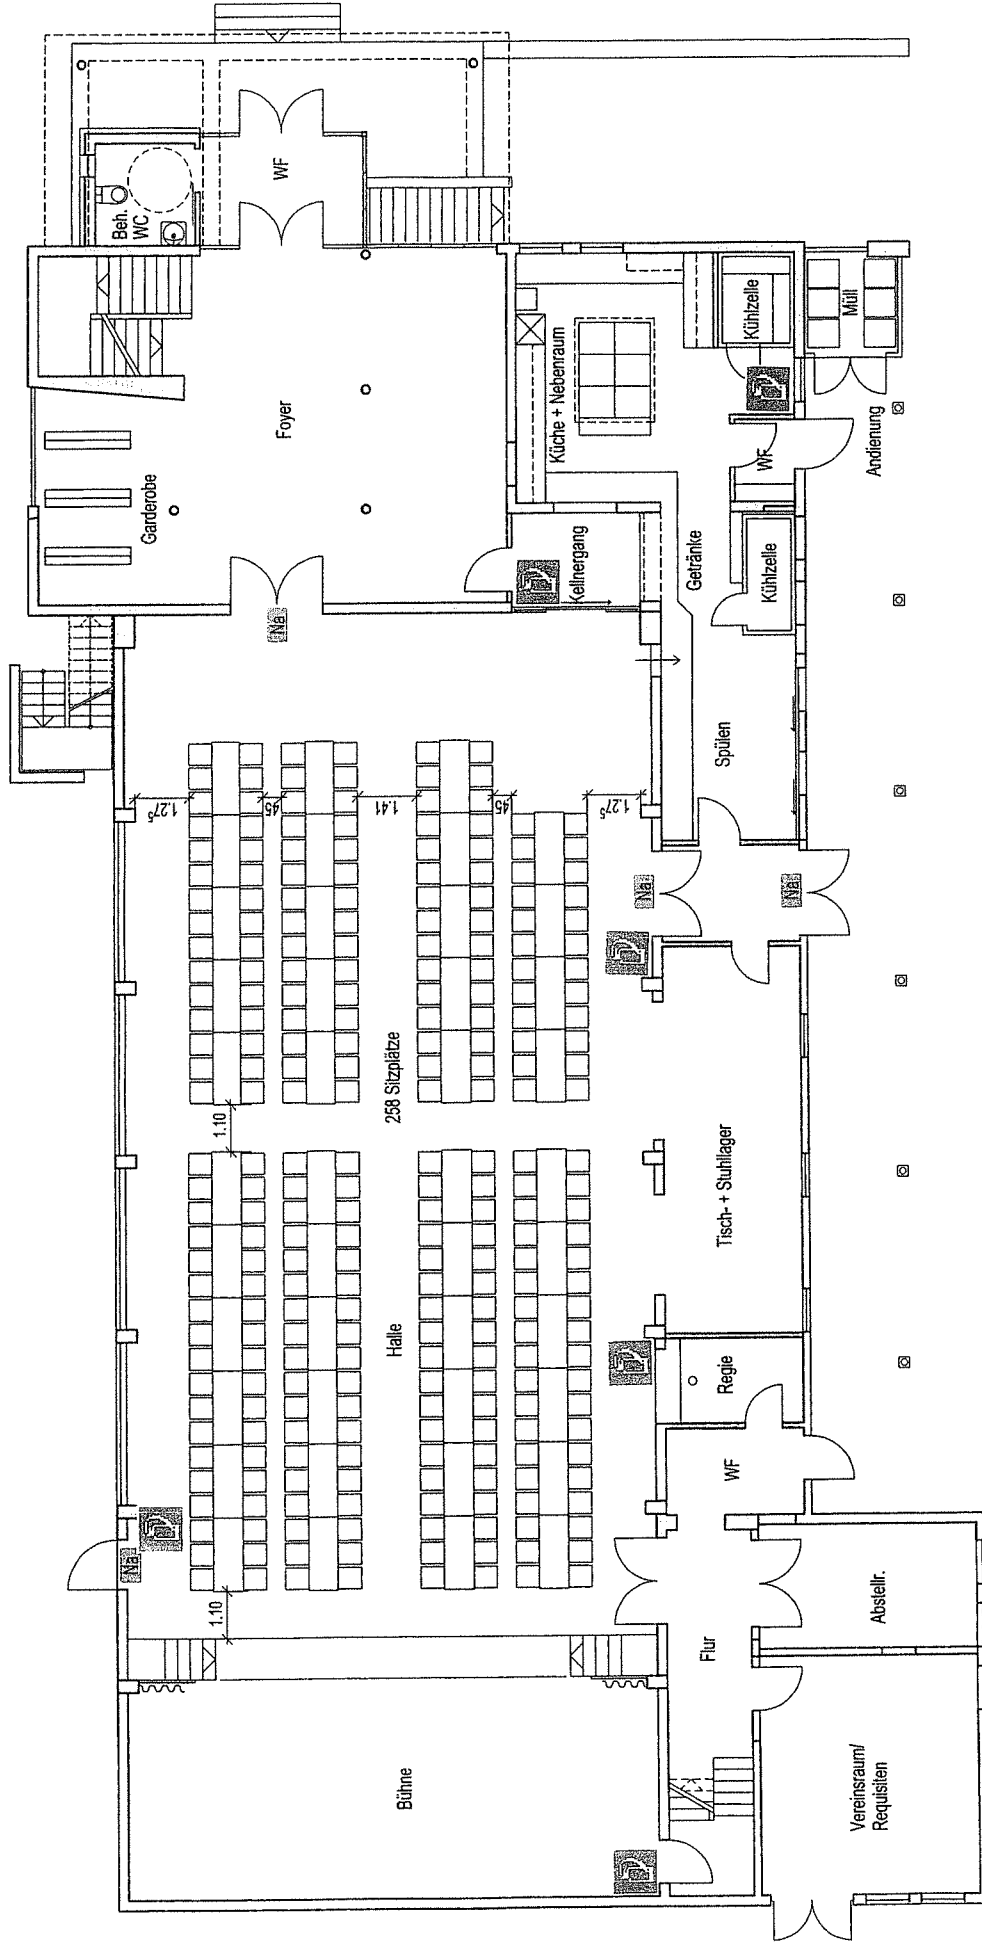 Beh.
WC
WF
Kühlzelle
Müll
Küche + Nebenraum
Foyer
Garderobe
WF
Andienung
Kellnergang
Getränke
Kühlzelle
Na
Spülen
1.27⁵
45
1.41
45
1.27⁵
Na
Na
258 Sitzplätze
1.10
Tisch- + Stuhllager
Halle
Regie
WF
Na
1.10
Abstellr.
Flur
Bühne
Vereinsraum/
Requisiten